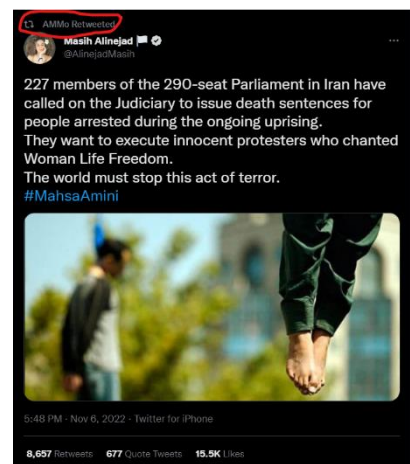 AMMo Retweeted
Masih Alinejad
@AlinejadMasih
227 members of the 290-seat Parliament in Iran have
called on the Judiciary to issue death sentences for
people arrested during the ongoing uprising.
They want to execute innocent protesters who chanted
Woman Life Freedom.
The world must stop this act of terror.
#MahsaAmini
5:48 PM · Nov 6, 2022 · Twitter for iPhone
8,657 Retweets 677 Quote Tweets 15.5K Likes